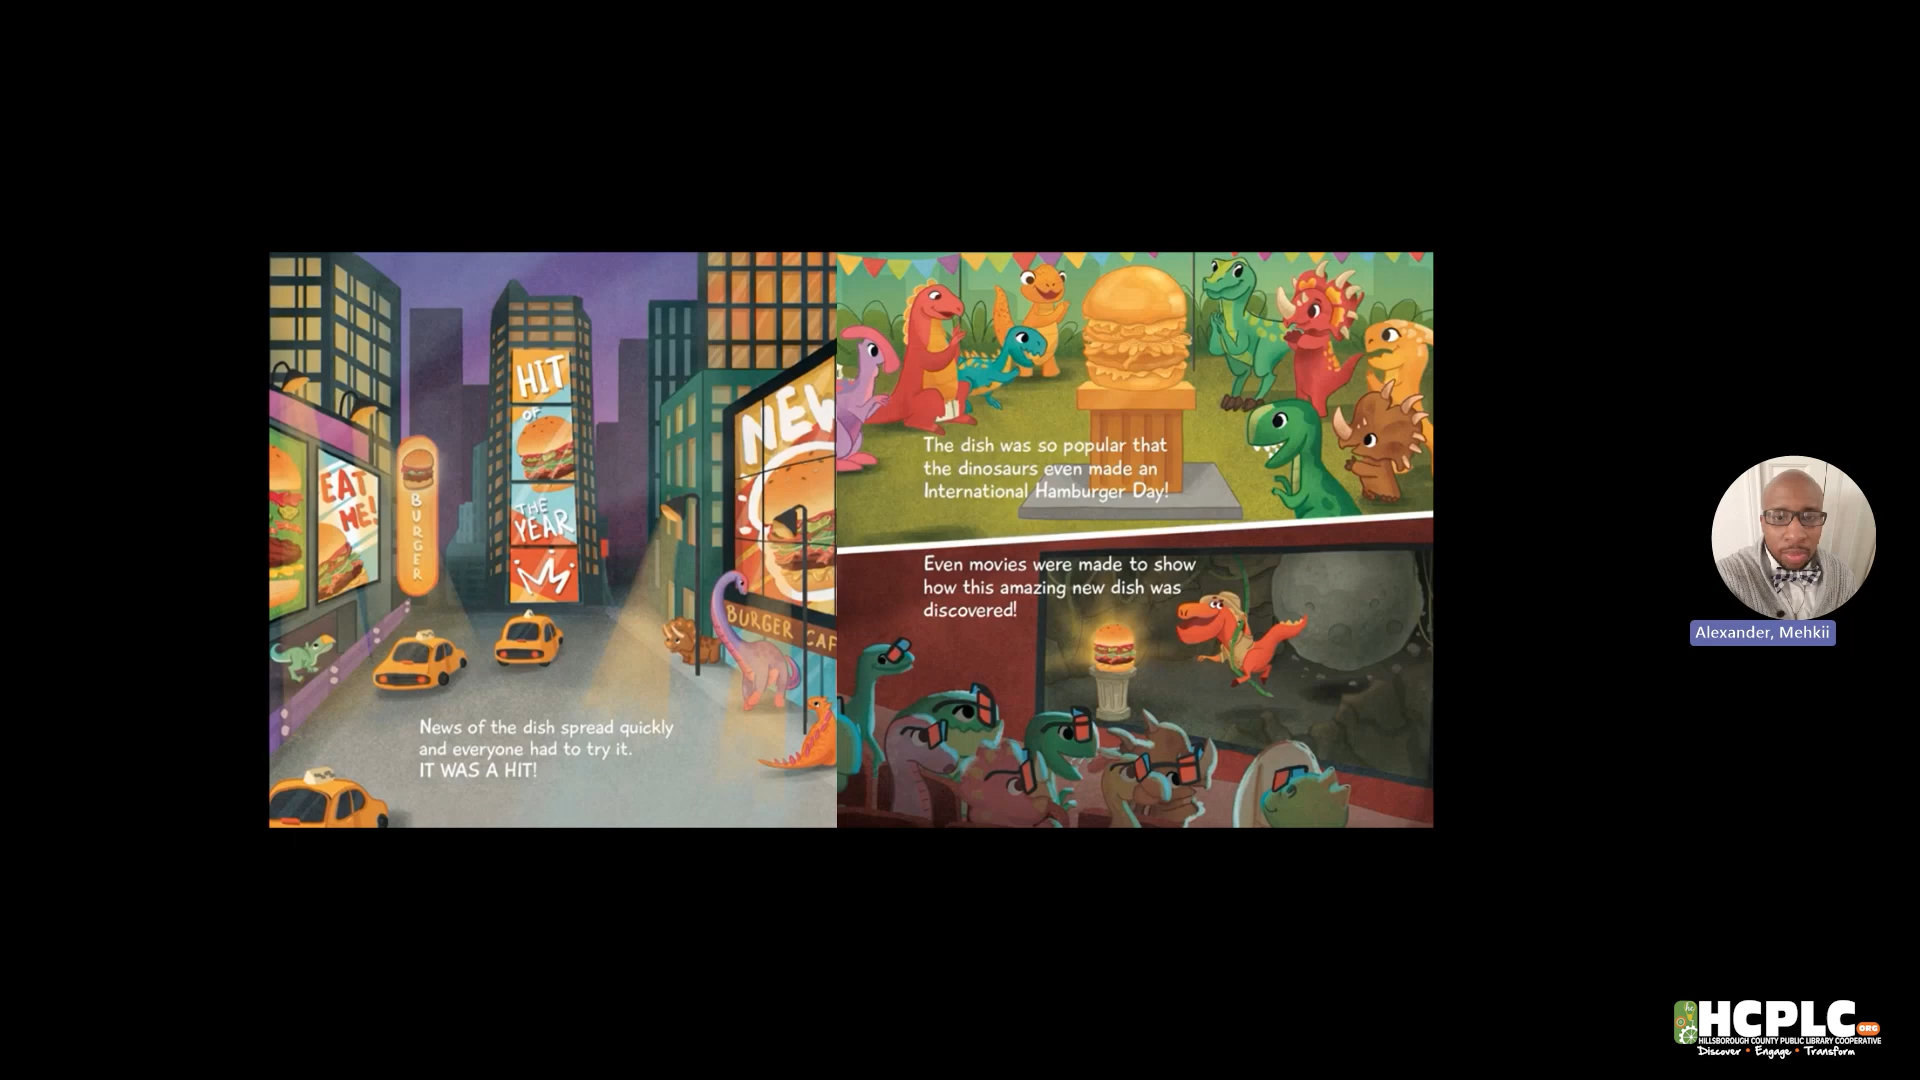 HIT
OF
THE
YEAR
NEW
EAT
ME!
BURGER
BURGER CAF
News of the dish spread quickly
and everyone had to try it.
IT WAS A HIT!
The dish was so popular that
the dinosaurs even made an
International Hamburger Day!
Even movies were made to show
how this amazing new dish was
discovered!
Alexander, Mehkii
HCPLC.ORG
HILLSBOROUGH COUNTY PUBLIC LIBRARY COOPERATIVE
Discover • Engage • Transform